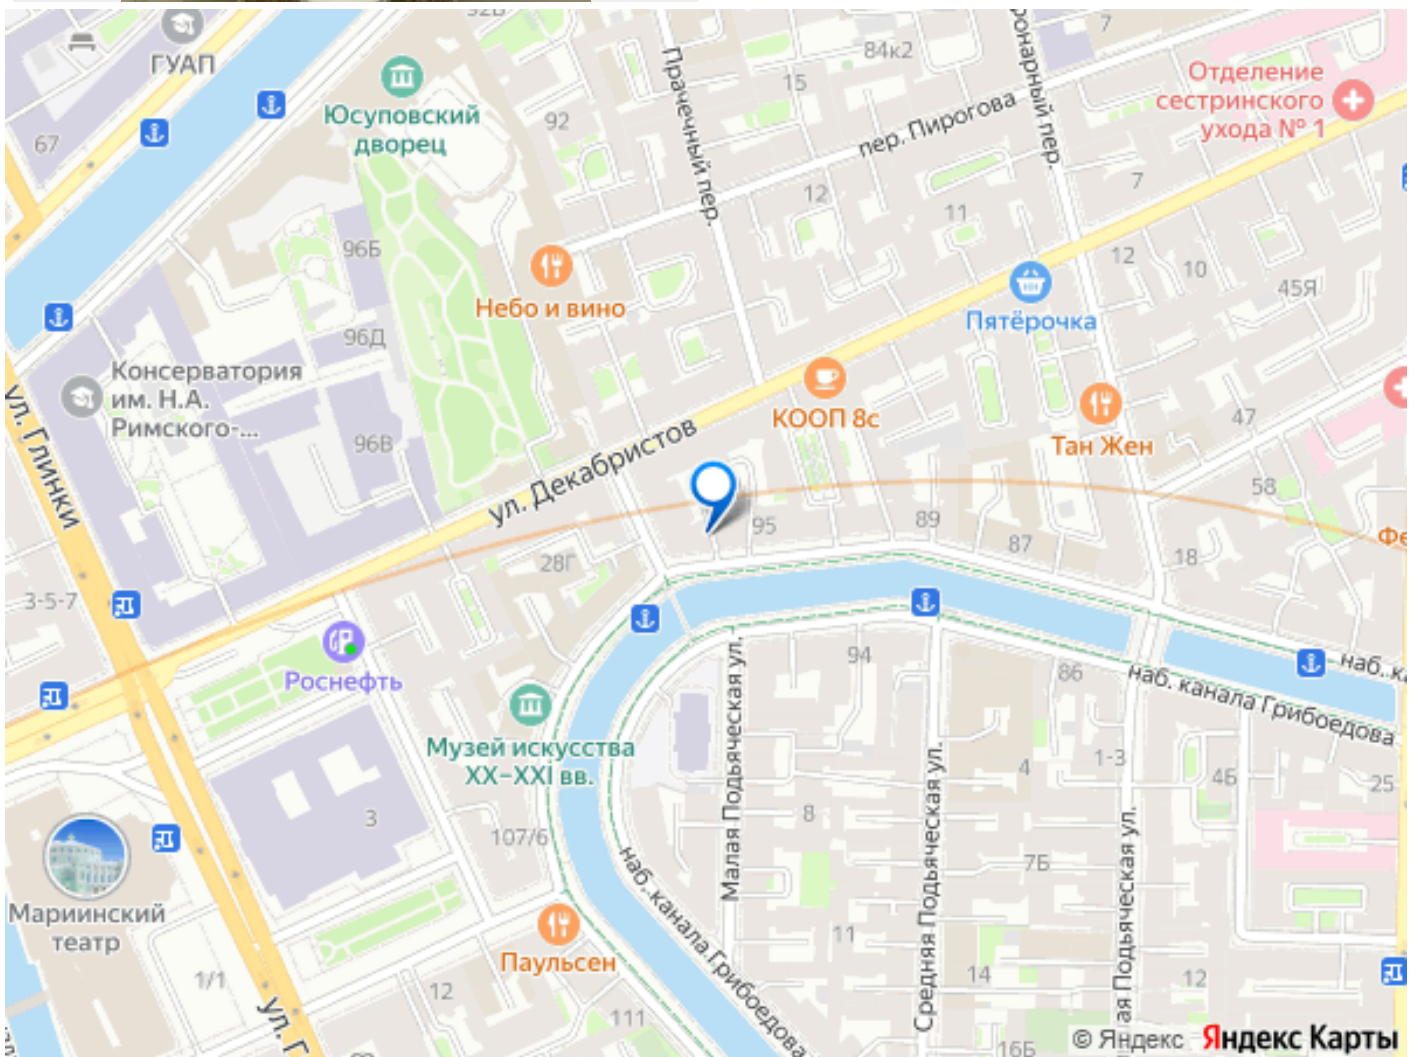 92В
ГУАП
67
Юсуповский
дворец
92
Прачечный пер.
84к2
15
7
пер. Пирогова
Отделение
сестринского
ухода № 1
12
11
7
96Б
Небо и вино
96Д
12
10
45Я
Пятёрочка
Консерватория
им. Н.А.
Римского-...
96В
КООП 8с
ул. Декабристов
Тан Жен
47
58
ул. Глинки
95
89
87
18
28Г
3-5-7
Роснефть
Малая Подьяческая ул.
94
86
наб. канала Грибоедова
Музей искусства
XX–XXI вв.
Средняя Подьяческая ул.
4
1-3
4Б
25
3
107/6
8
7Б
наб. канала Грибоедова
Мариинский
театр
Паульсен
11
14
12
1/1
12
111
16Б
© Яндекс Яндекс Карты